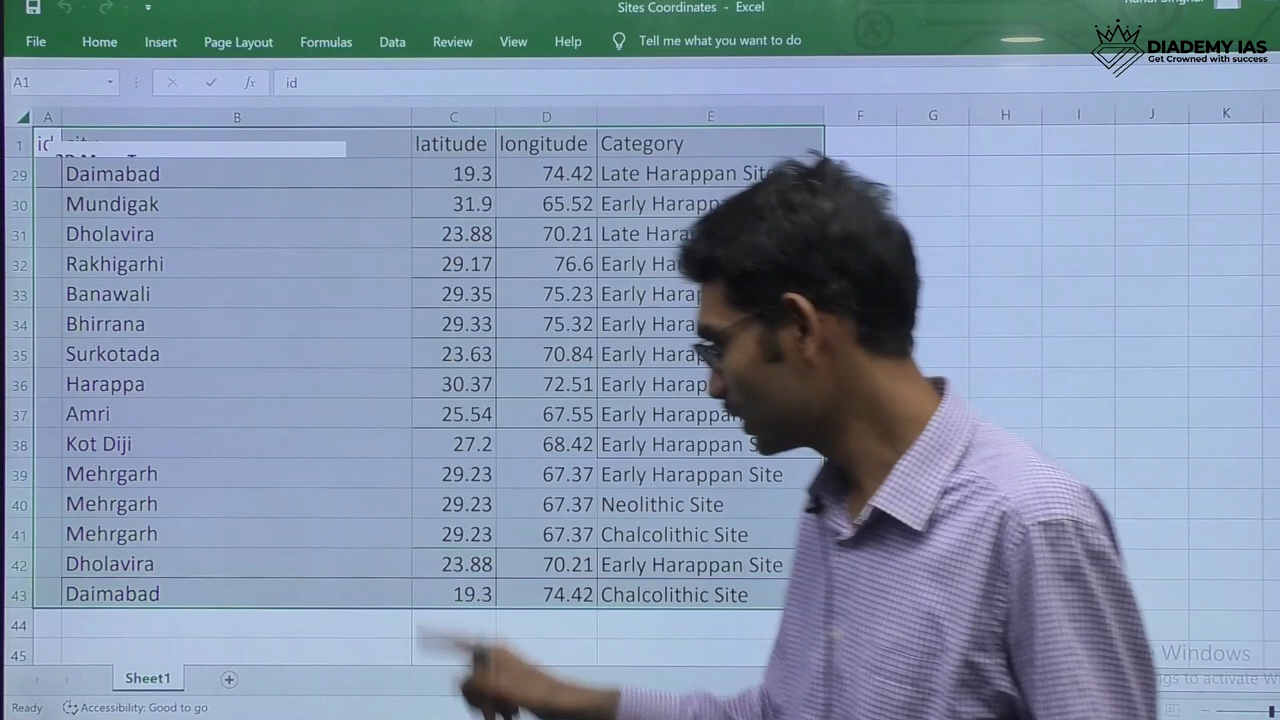 Sites Coordinates - Excel
File Home Insert Page Layout Formulas Data Review View Help Tell me what you want to do
DIADEMY IAS
Get Crowned with success
A1 fx id
A B C D E F G H I J K
1 id latitude longitude Category
29 Daimabad 19.3 74.42 Late Harappan Site
30 Mundigak 31.9 65.52 Early Harappa
31 Dholavira 23.88 70.21 Late Hara
32 Rakhigarhi 29.17 76.6 Early Ha
33 Banawali 29.35 75.23 Early Harap
34 Bhirrana 29.33 75.32 Early Hara
35 Surkotada 23.63 70.84 Early Hara
36 Harappa 30.37 72.51 Early Harap
37 Amri 25.54 67.55 Early Harappan
38 Kot Diji 27.2 68.42 Early Harappan S
39 Mehrgarh 29.23 67.37 Early Harappan Site
40 Mehrgarh 29.23 67.37 Neolithic Site
41 Mehrgarh 29.23 67.37 Chalcolithic Site
42 Dholavira 23.88 70.21 Early Harappan Site
43 Daimabad 19.3 74.42 Chalcolithic Site
44
45
Windows
Sheet1
Ready Accessibility: Good to go